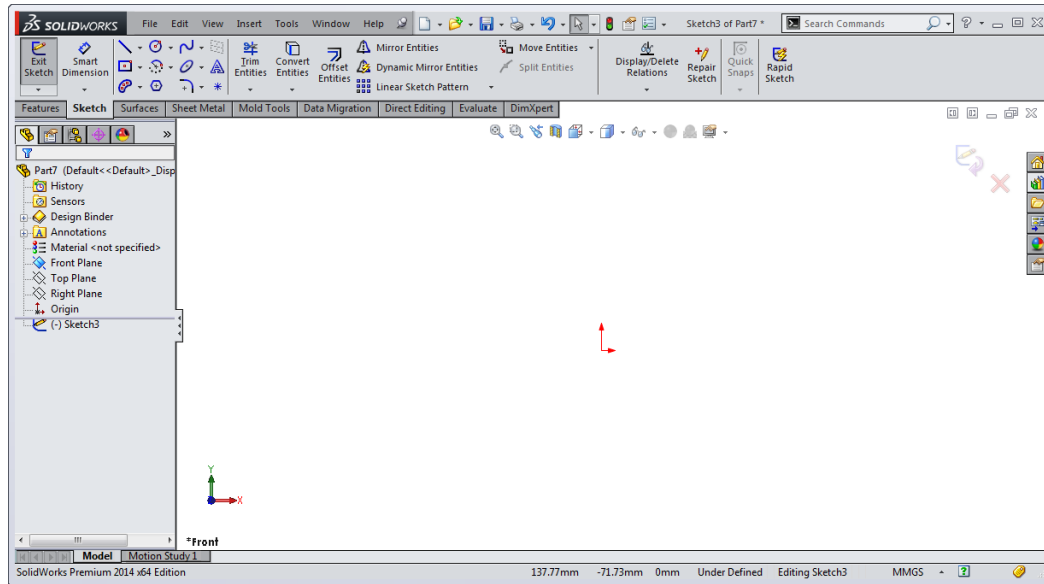 SOLIDWORKS File Edit View Insert Tools Window Help Sketch3 of Part7 * Search Commands
Exit Sketch
Smart Dimension
Trim Entities
Convert Entities
Offset Entities
Mirror Entities
Dynamic Mirror Entities
Linear Sketch Pattern
Move Entities
Split Entities
Display/Delete Relations
Repair Sketch
Quick Snaps
Rapid Sketch
Features Sketch Surfaces Sheet Metal Mold Tools Data Migration Direct Editing Evaluate DimXpert
Part7 (Default<<Default>_Disp
History
Sensors
Design Binder
Annotations
Material <not specified>
Front Plane
Top Plane
Right Plane
Origin
(-) Sketch3
Y
X
*Front
Model Motion Study 1
SolidWorks Premium 2014 x64 Edition 137.77mm -71.73mm 0mm Under Defined Editing Sketch3 MMGS